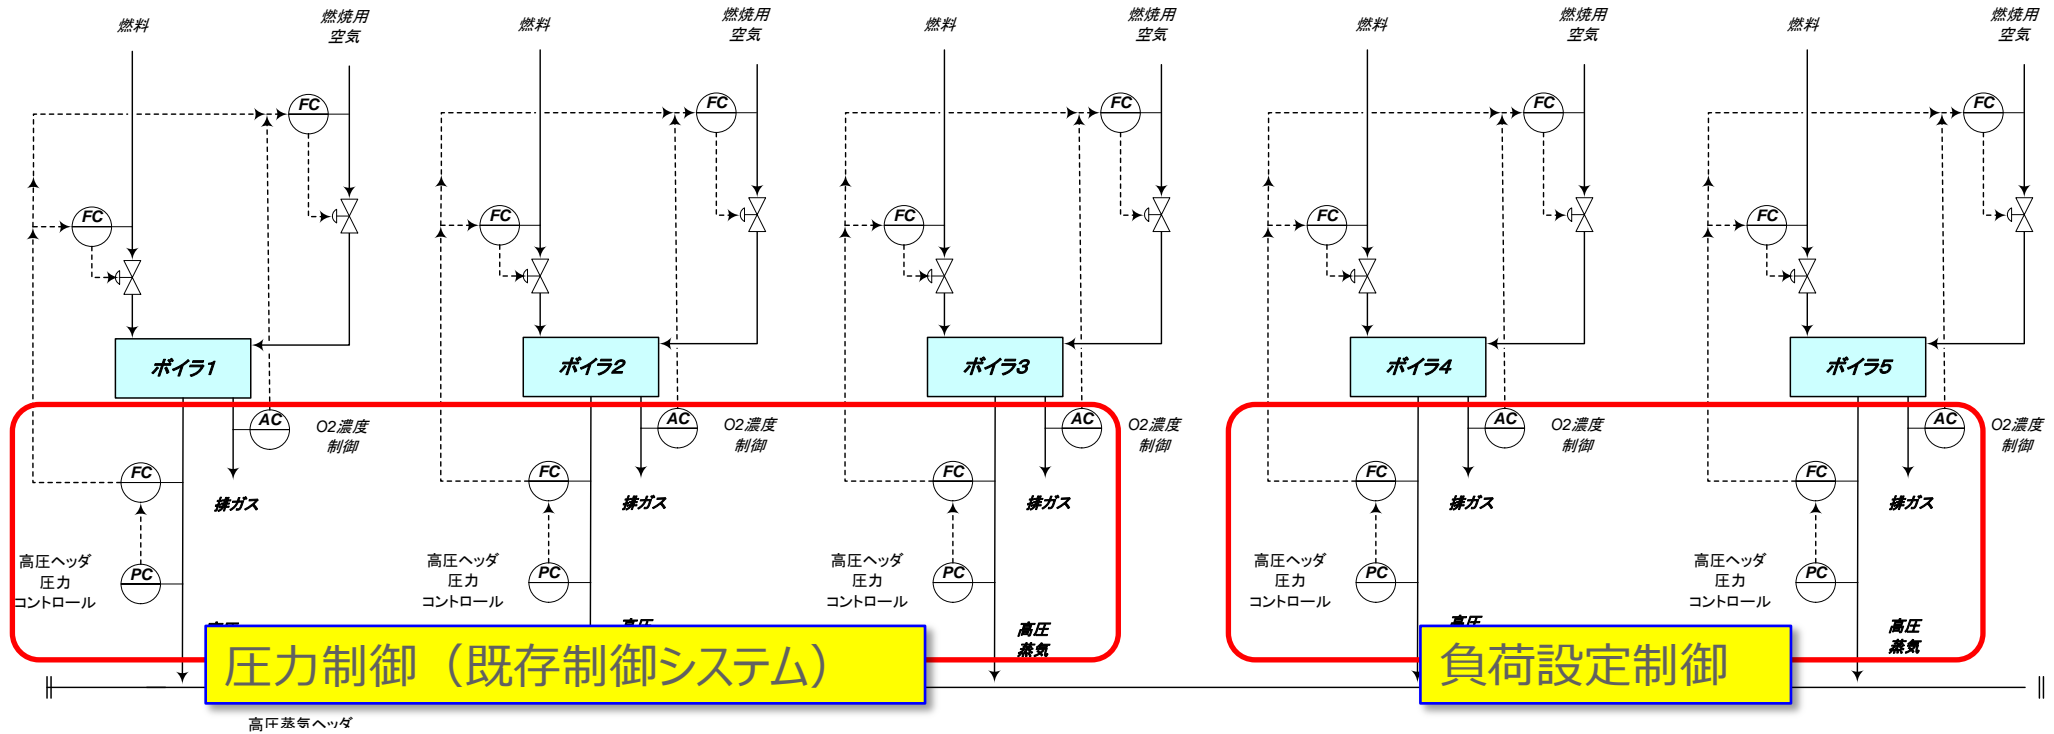 燃料
燃焼用
空気
燃料
燃焼用
空気
燃料
燃焼用
空気
燃料
燃焼用
空気
燃料
燃焼用
空気
FC
FC
FC
FC
FC
FC
FC
FC
FC
FC
ボイラ1
ボイラ2
ボイラ3
ボイラ4
ボイラ5
AC
O2濃度
制御
AC
O2濃度
制御
AC
O2濃度
制御
AC
O2濃度
制御
AC
O2濃度
制御
FC
排ガス
FC
排ガス
FC
排ガス
FC
排ガス
FC
排ガス
高圧ヘッダ
圧力
コントロール
PC
高圧ヘッダ
圧力
コントロール
PC
高圧ヘッダ
圧力
コントロール
PC
高圧ヘッダ
圧力
コントロール
PC
高圧ヘッダ
圧力
コントロール
PC
高圧
蒸気
高圧
蒸気
圧力制御（既存制御システム）
負荷設定制御
高圧蒸気ヘッダ